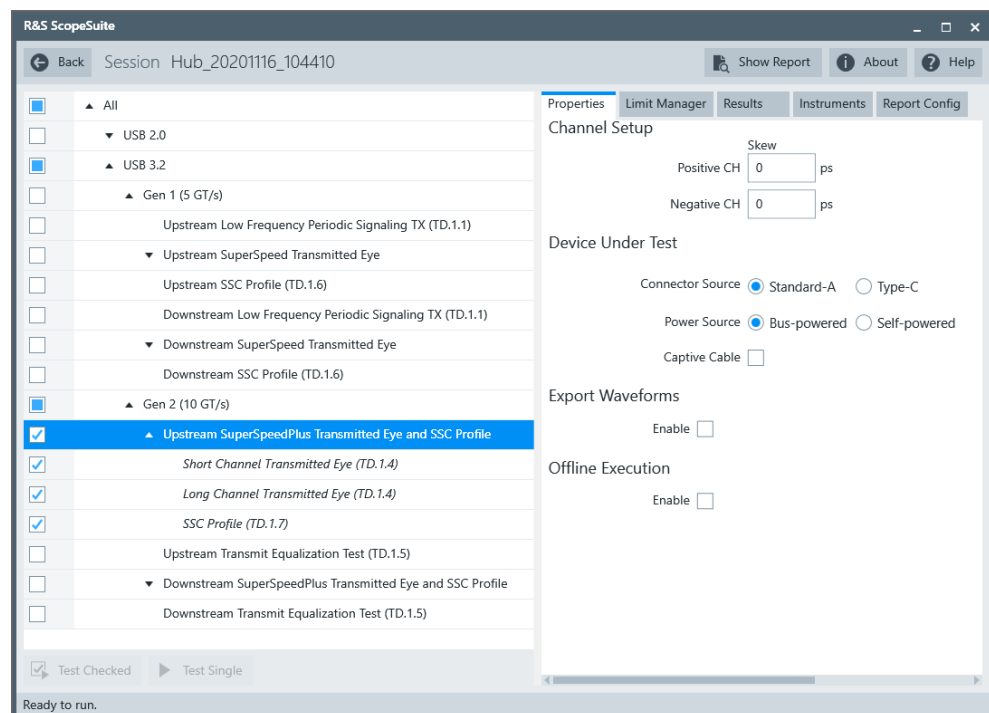 R&S ScopeSuite
Back Session Hub_20201116_104410 Show Report About Help
All
USB 2.0
USB 3.2
Gen 1 (5 GT/s)
Upstream Low Frequency Periodic Signaling TX (TD.1.1)
Upstream SuperSpeed Transmitted Eye
Upstream SSC Profile (TD.1.6)
Downstream Low Frequency Periodic Signaling TX (TD.1.1)
Downstream SuperSpeed Transmitted Eye
Downstream SSC Profile (TD.1.6)
Gen 2 (10 GT/s)
Upstream SuperSpeedPlus Transmitted Eye and SSC Profile
Short Channel Transmitted Eye (TD.1.4)
Long Channel Transmitted Eye (TD.1.4)
SSC Profile (TD.1.7)
Upstream Transmit Equalization Test (TD.1.5)
Downstream SuperSpeedPlus Transmitted Eye and SSC Profile
Downstream Transmit Equalization Test (TD.1.5)
Test Checked Test Single
Properties Limit Manager Results Instruments Report Config
Channel Setup
Skew
Positive CH 0 ps
Negative CH 0 ps
Device Under Test
Connector Source Standard-A Type-C
Power Source Bus-powered Self-powered
Captive Cable
Export Waveforms
Enable
Offline Execution
Enable
Ready to run.